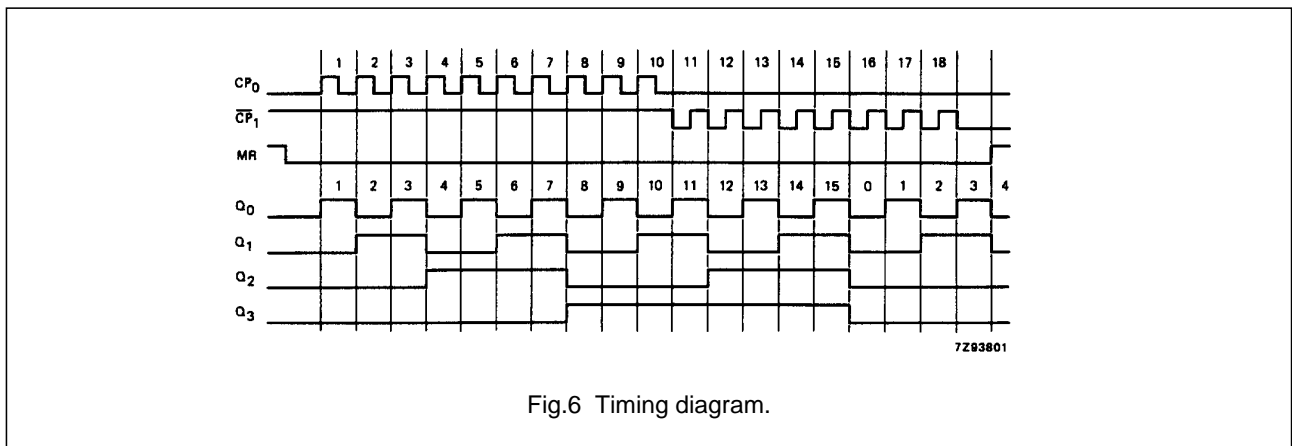 1 2 3 4 5 6 7 8 9 10 11 12 13 14 15 16 17 18
CP0
CP1
MR
1 2 3 4 5 6 7 8 9 10 11 12 13 14 15 0 1 2 3 4
Q0
Q1
Q2
Q3
7Z93801
Fig.6 Timing diagram.